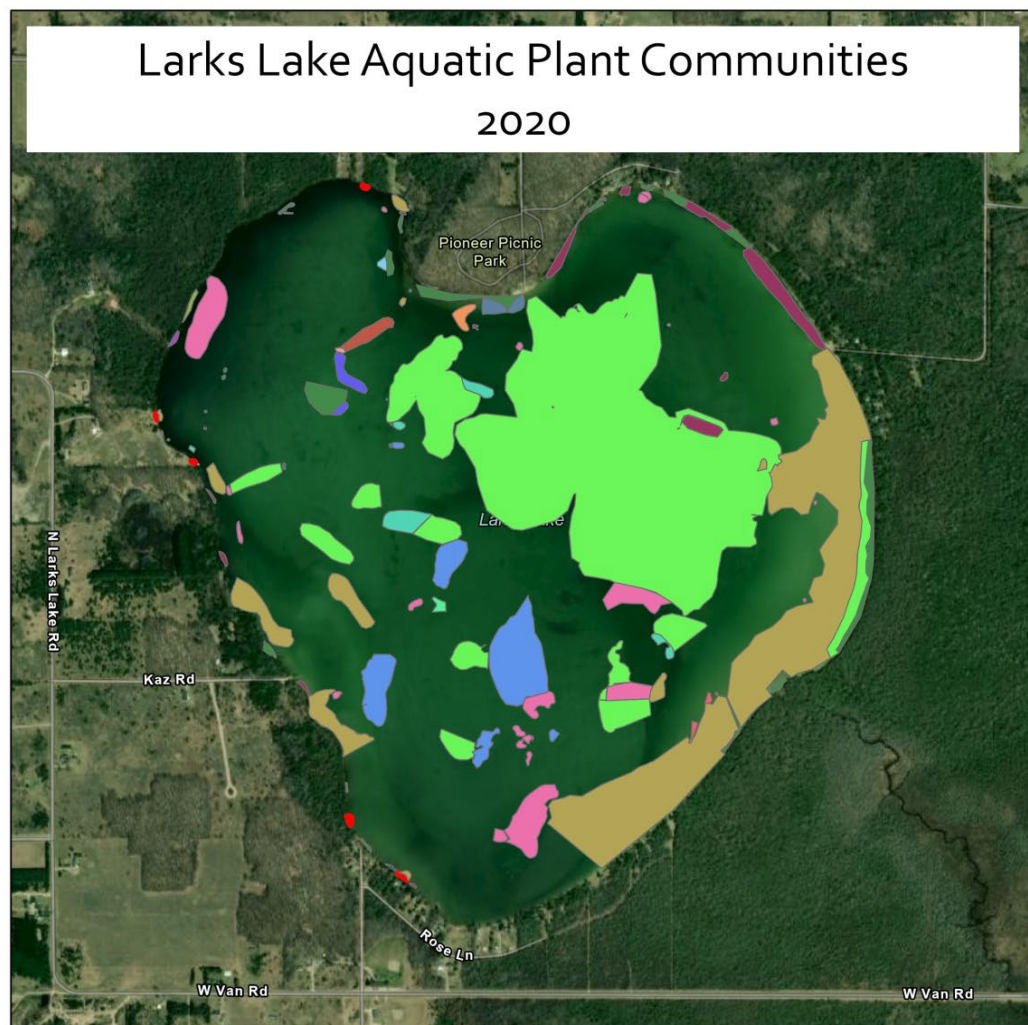 Larks Lake Aquatic Plant Communities
2020
Pioneer Picnic
Park
N Larks Lake Rd
Kaz Rd
Rose Ln
W Van Rd
W Van Rd